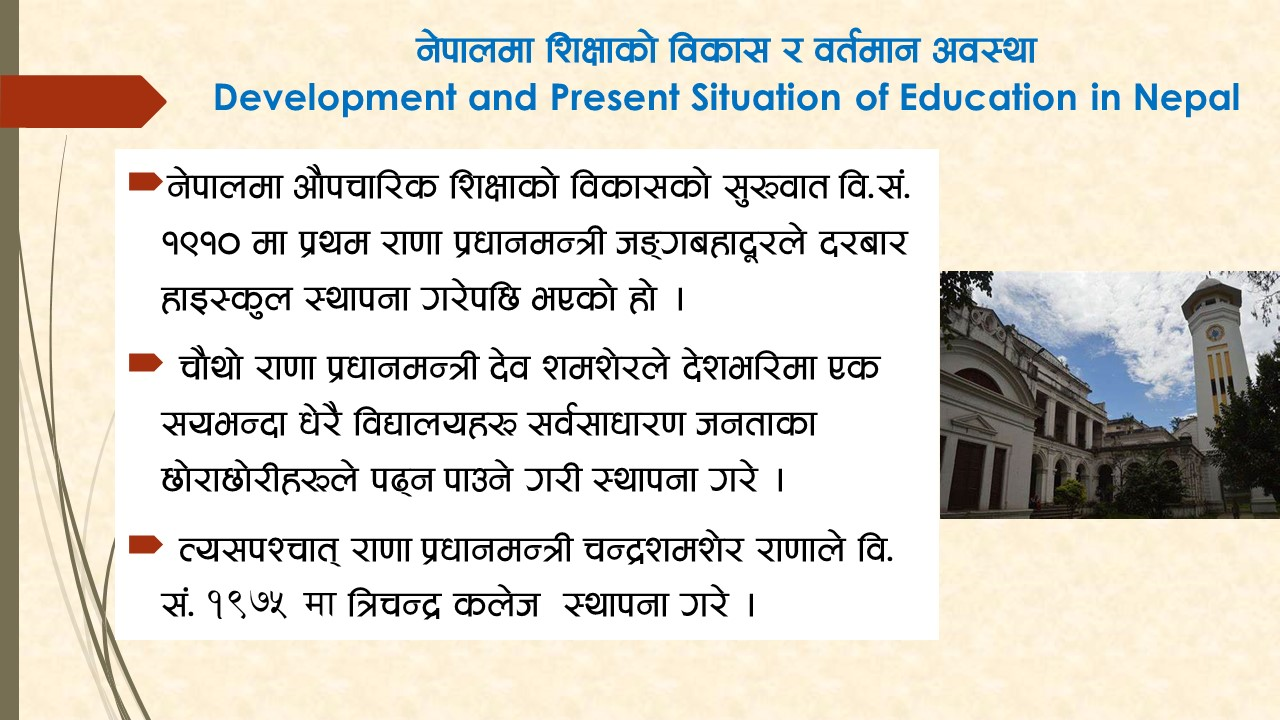 नेपालमा शिक्षाको विकास र वर्तमान अवस्था
Development and Present Situation of Education in Nepal
नेपालमा औपचारिक शिक्षाको विकासको सुरुवात वि.सं.
१९१० मा प्रथम राणा प्रधानमन्त्री जङ्गबहादूरले दरबार
हाइस्कुल स्थापना गरेपछि भएको हो ।
चौथो राणा प्रधानमन्त्री देव शमशेरले देशभरिमा एक
सयभन्दा धेरै विद्यालयहरु सर्वसाधारण जनताका
छोराछोरीहरुले पढ्न पाउने गरी स्थापना गरे ।
त्यसपश्चात् राणा प्रधानमन्त्री चन्द्रशमशेर राणाले वि.
सं. १९७५ मा त्रिचन्द्र कलेज स्थापना गरे ।